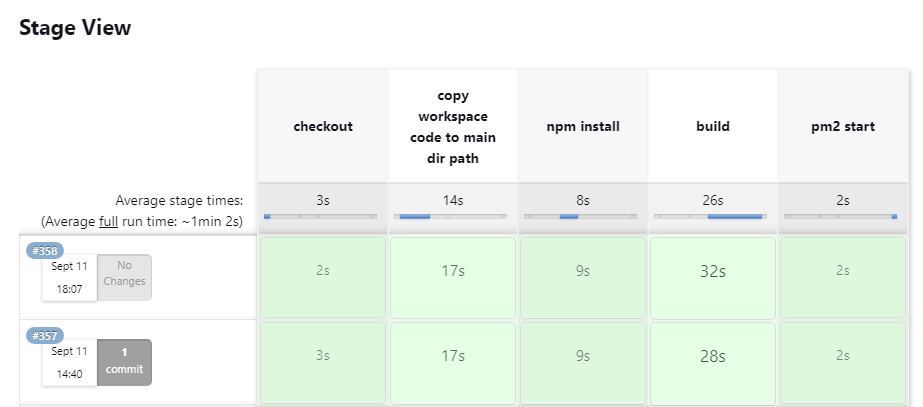 Stage View
checkout
copy
workspace
code to main
dir path
npm install
build
pm2 start
Average stage times:
(Average full run time: ~1min 2s)
3s
14s
8s
26s
2s
#358
Sept 11
18:07
No
Changes
2s
17s
9s
32s
2s
#357
Sept 11
14:40
1
commit
3s
17s
9s
28s
2s